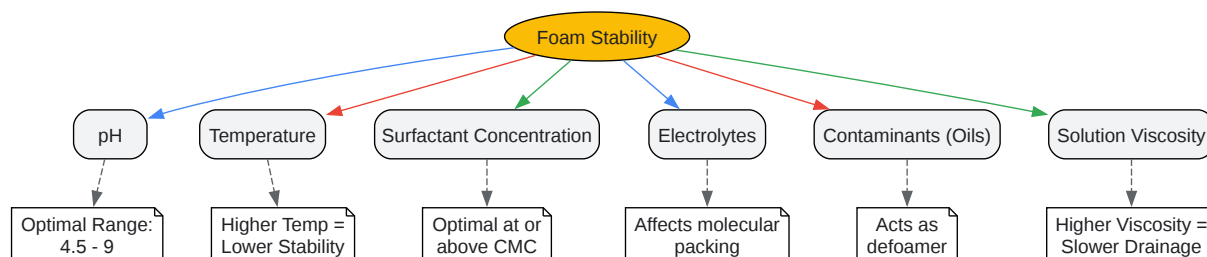 Foam Stability
pH
Temperature
Surfactant Concentration
Electrolytes
Contaminants (Oils)
Solution Viscosity
Optimal Range:
4.5 - 9
Higher Temp =
Lower Stability
Optimal at or
above CMC
Affects molecular
packing
Acts as
defoamer
Higher Viscosity =
Slower Drainage